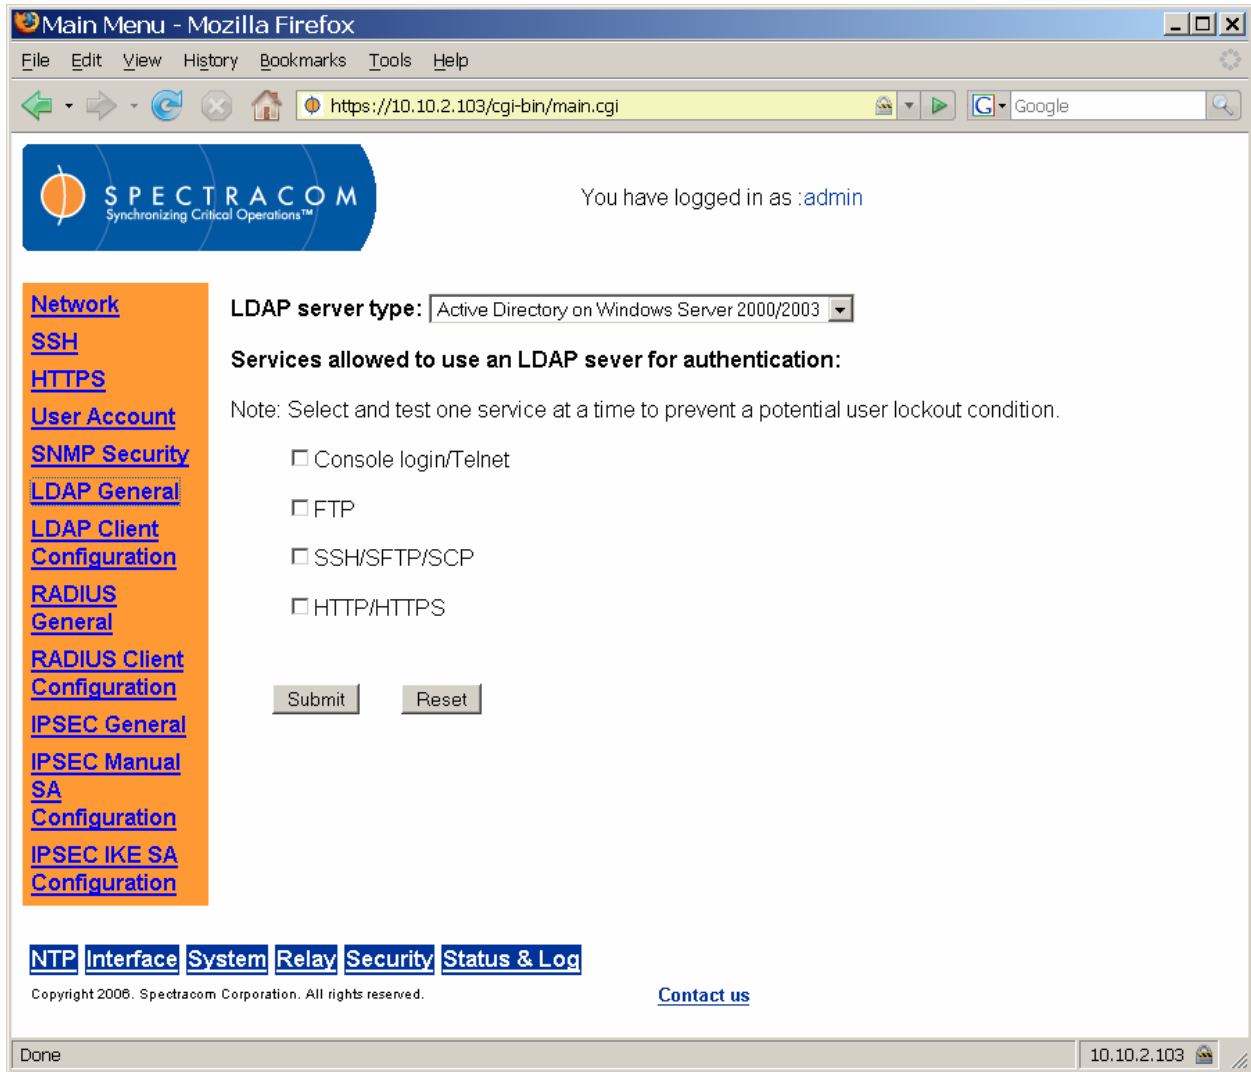 Main Menu - Mozilla Firefox
File Edit View History Bookmarks Tools Help
https://10.10.2.103/cgi-bin/main.cgi
G Google
SPECTRACOM
Synchronizing Critical Operations™
You have logged in as :admin
Network
SSH
HTTPS
User Account
SNMP Security
LDAP General
LDAP Client
Configuration
RADIUS
General
RADIUS Client
Configuration
IPSEC General
IPSEC Manual
SA
Configuration
IPSEC IKE SA
Configuration
LDAP server type: Active Directory on Windows Server 2000/2003
Services allowed to use an LDAP sever for authentication:
Note: Select and test one service at a time to prevent a potential user lockout condition.
Console login/Telnet
FTP
SSH/SFTP/SCP
HTTP/HTTPS
Submit Reset
NTP Interface System Relay Security Status & Log
Copyright 2006. Spectracom Corporation. All rights reserved.
Contact us
Done
10.10.2.103